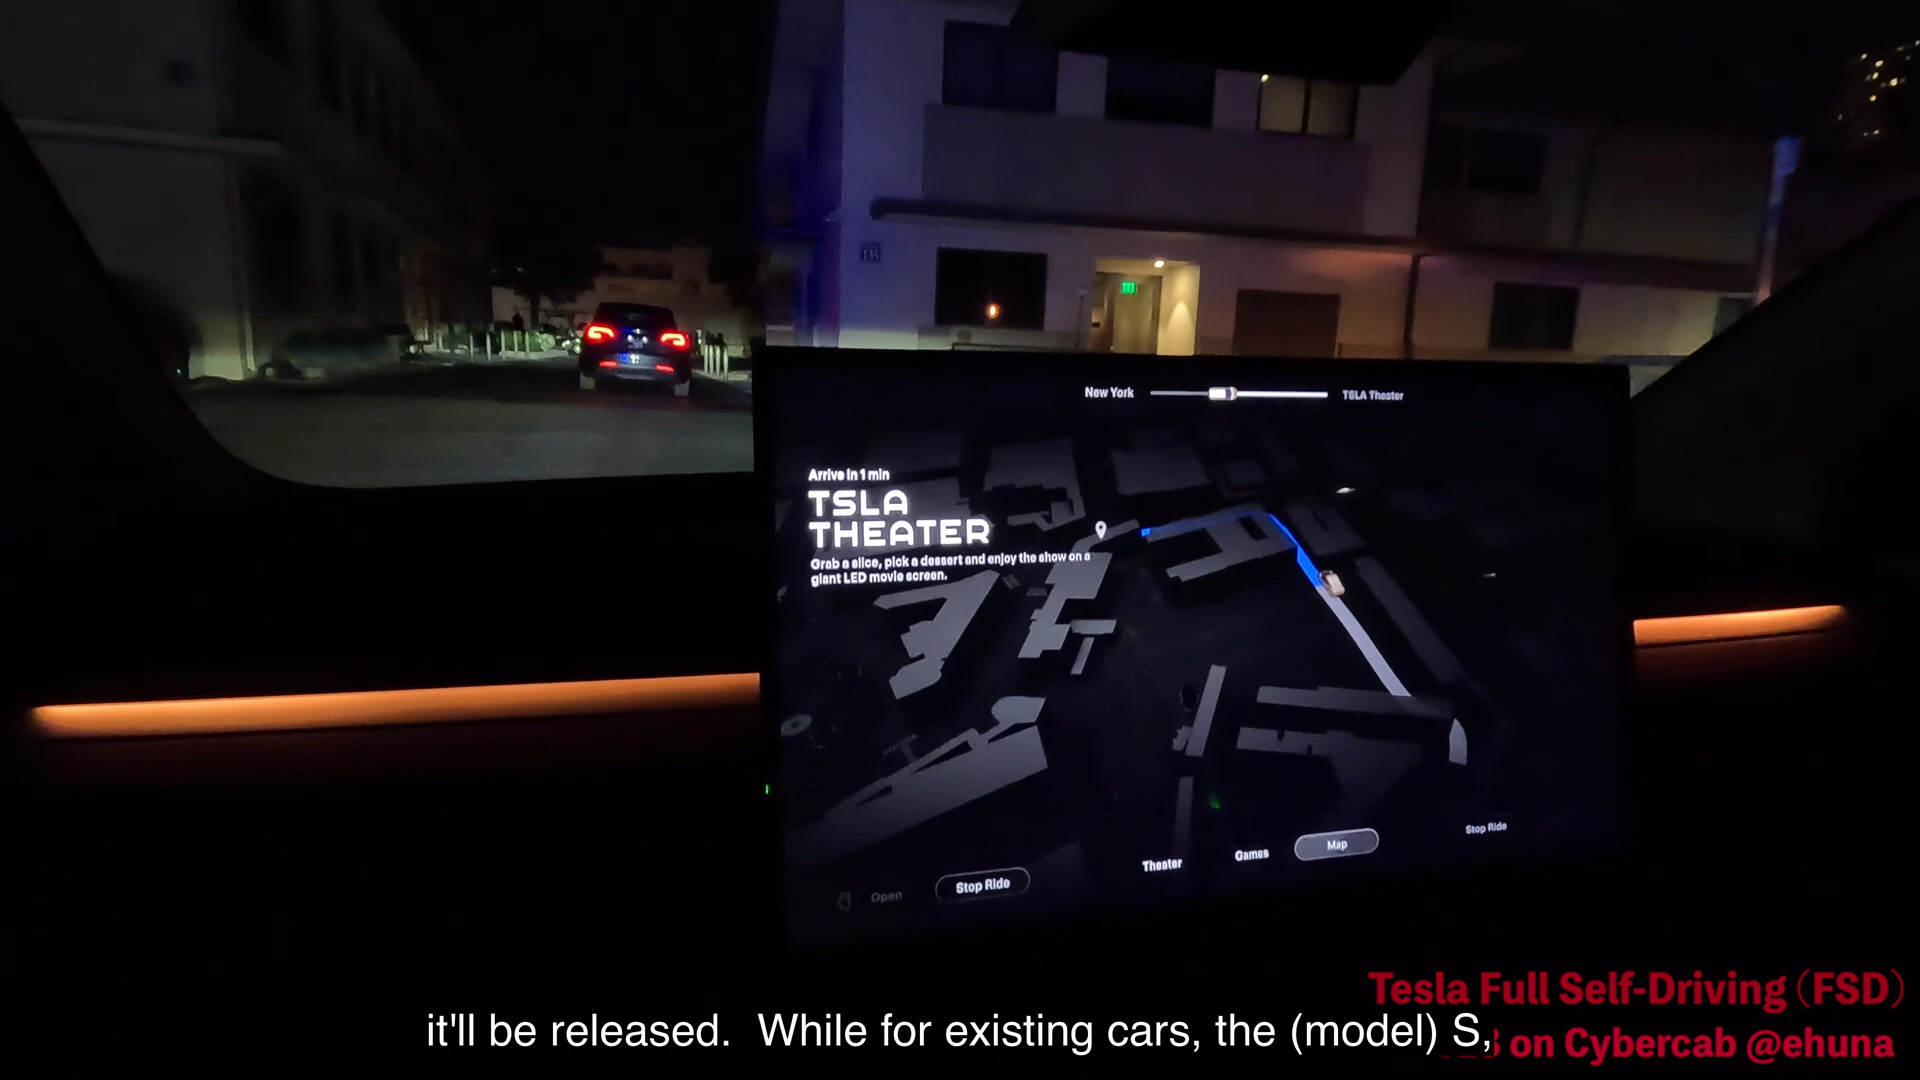 135
New York
TSLA Theater
Arrive in 1 min
TSLA
THEATER
Grab a slice, pick a dessert and enjoy the show on a
giant LED movie screen.
Open
Stop Ride
Theater
Games
Map
Stop Ride
Tesla Full Self-Driving (FSD)
on Cybercab @ehuna
it'll be released.  While for existing cars, the (model) S,